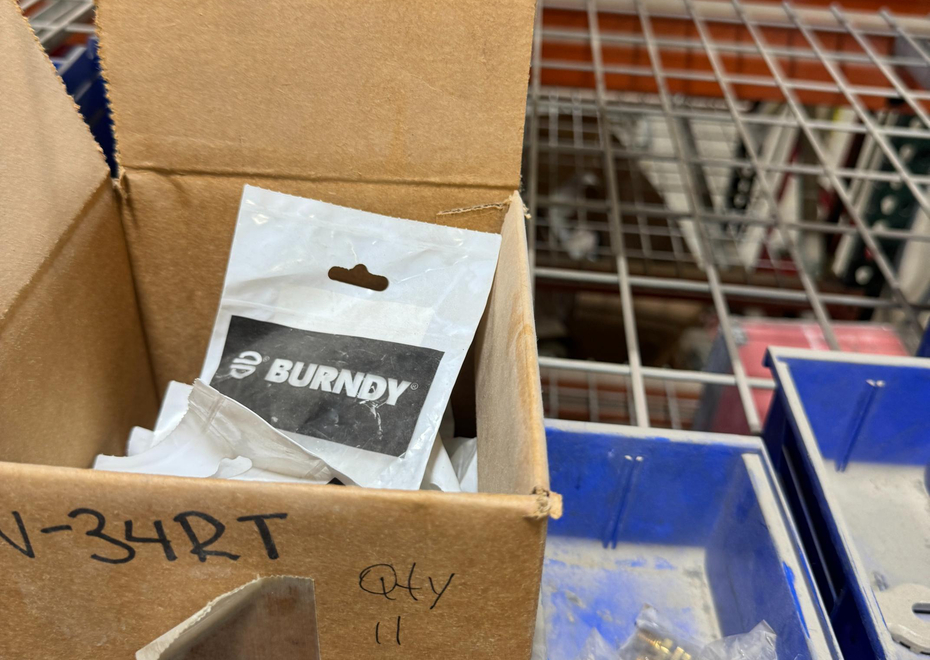 BURNDY®
V-34RT
Qty
11